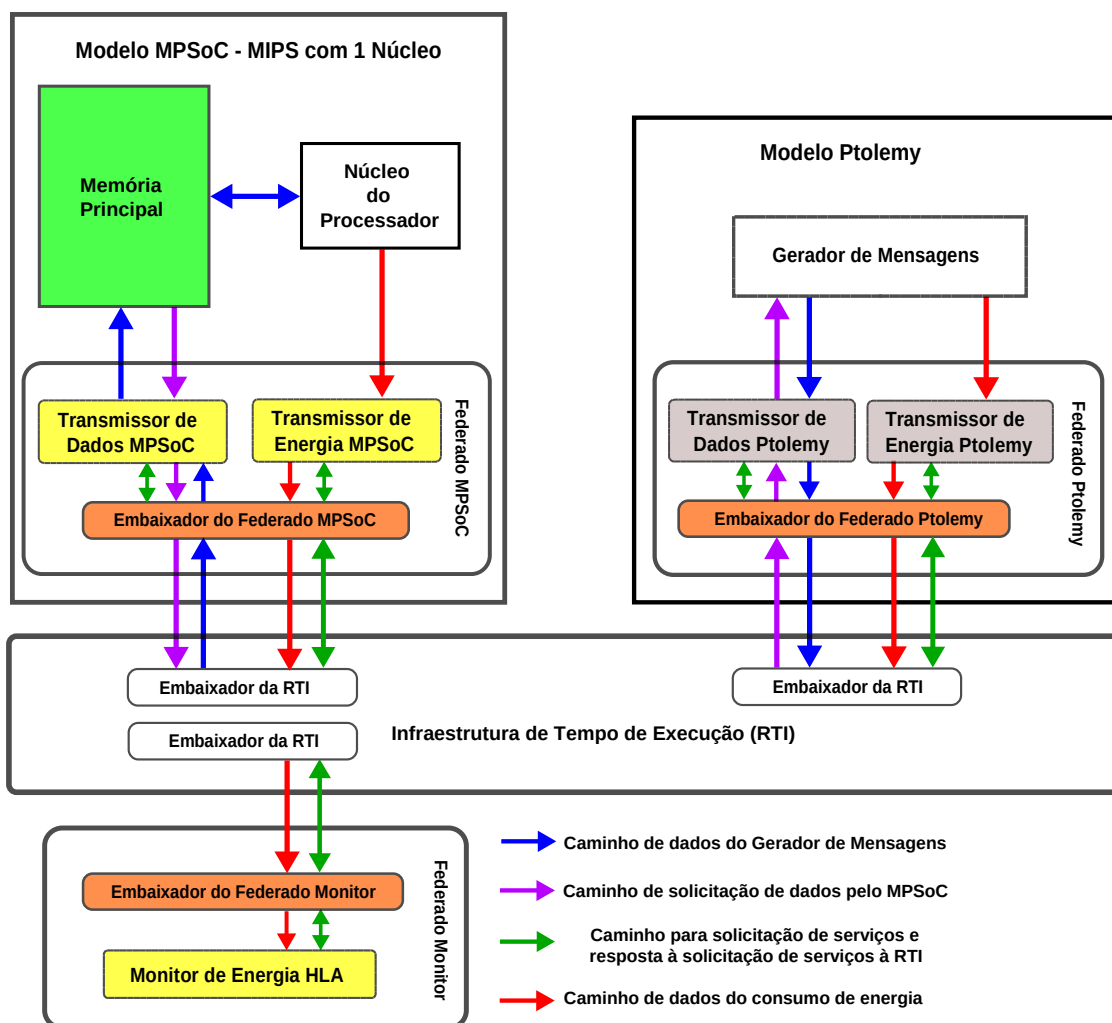 Modelo MPSoC - MIPS com 1 Núcleo
Memória
Principal
Núcleo
do
Processador
Transmissor de
Dados MPSoC
Transmissor de
Energia MPSoC
Embaixador do Federado MPSoC
Federado MPSoC
Modelo Ptolemy
Gerador de Mensagens
Transmissor de
Dados Ptolemy
Transmissor de
Energia Ptolemy
Embaixador do Federado Ptolemy
Federado Ptolemy
Embaixador da RTI
Embaixador da RTI
Embaixador da RTI
Infraestrutura de Tempo de Execução (RTI)
Embaixador do Federado Monitor
Monitor de Energia HLA
Federado Monitor
Caminho de dados do Gerador de Mensagens
Caminho de solicitação de dados pelo MPSoC
Caminho para solicitação de serviços e
resposta à solicitação de serviços à RTI
Caminho de dados do consumo de energia